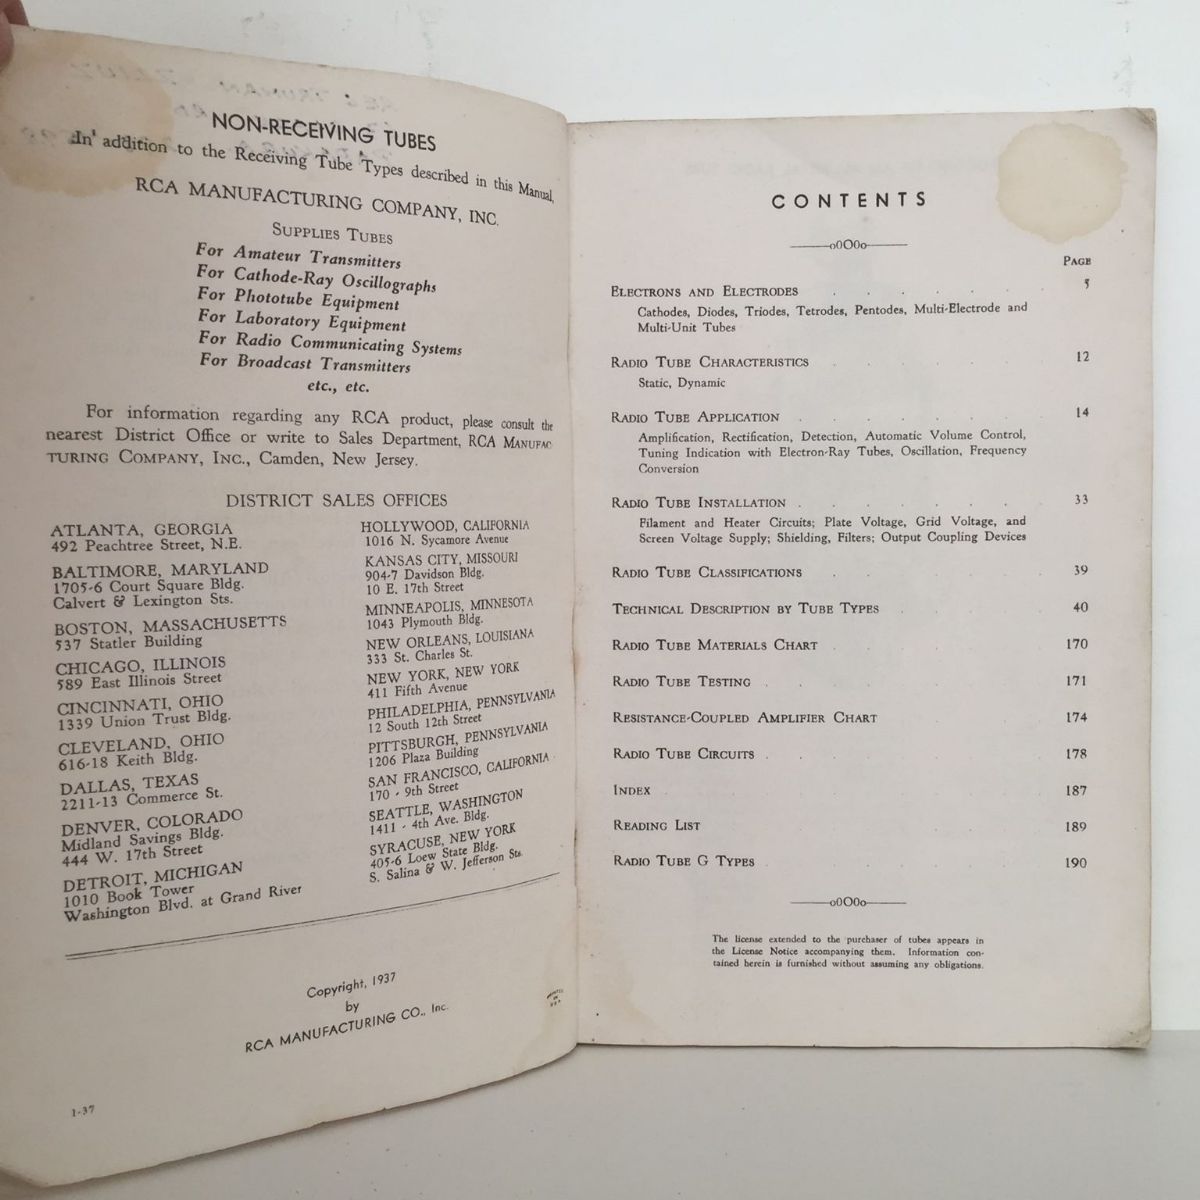 NON-RECEIVING TUBES
In addition to the Receiving Tube Types described in this Manual,
RCA MANUFACTURING COMPANY, INC.
SUPPLIES TUBES
For Amateur Transmitters
For Cathode-Ray Oscillographs
For Phototube Equipment
For Laboratory Equipment
For Radio Communicating Systems
For Broadcast Transmitters
etc., etc.
For information regarding any RCA product, please consult the
nearest District Office or write to Sales Department, RCA MANUFAC
TURING COMPANY, INC., Camden, New Jersey.
DISTRICT SALES OFFICES
ATLANTA, GEORGIA
492 Peachtree Street, N.E.
BALTIMORE, MARYLAND
1705-6 Court Square Bldg.
Calvert & Lexington Sts.
BOSTON, MASSACHUSETTS
537 Statler Building
CHICAGO, ILLINOIS
589 East Illinois Street
CINCINNATI, OHIO
1339 Union Trust Bldg.
CLEVELAND, OHIO
616-18 Keith Bldg.
DALLAS, TEXAS
2211-13 Commerce St.
DENVER, COLORADO
Midland Savings Bldg.
444 W. 17th Street
DETROIT, MICHIGAN
1010 Book Tower
Washington Blvd. at Grand River
HOLLYWOOD, CALIFORNIA
1016 N. Sycamore Avenue
KANSAS CITY, MISSOURI
904-7 Davidson Bldg.
10 E. 17th Street
MINNEAPOLIS, MINNESOTA
1043 Plymouth Bldg.
NEW ORLEANS, LOUISIANA
333 St. Charles St.
NEW YORK, NEW YORK
411 Fifth Avenue
PHILADELPHIA, PENNSYLVANIA
12 South 12th Street
PITTSBURGH, PENNSYLVANIA
1206 Plaza Building
SAN FRANCISCO, CALIFORNIA
170 - 9th Street
SEATTLE, WASHINGTON
1411 - 4th Ave. Bldg.
SYRACUSE, NEW YORK
405-6 Loew State Bldg.
S. Salina & W. Jefferson Sts.
Copyright, 1937
by
RCA MANUFACTURING CO., Inc.
PRINTED
IN
U.S.A.
1-37
CONTENTS
oOOo
PAGE
ELECTRONS AND ELECTRODES 5
Cathodes, Diodes, Triodes, Tetrodes, Pentodes, Multi-Electrode and
Multi-Unit Tubes
RADIO TUBE CHARACTERISTICS 12
Static, Dynamic
RADIO TUBE APPLICATION 14
Amplification, Rectification, Detection, Automatic Volume Control,
Tuning Indication with Electron-Ray Tubes, Oscillation, Frequency
Conversion
RADIO TUBE INSTALLATION 33
Filament and Heater Circuits; Plate Voltage, Grid Voltage, and
Screen Voltage Supply; Shielding, Filters; Output Coupling Devices
RADIO TUBE CLASSIFICATIONS 39
TECHNICAL DESCRIPTION BY TUBE TYPES 40
RADIO TUBE MATERIALS CHART 170
RADIO TUBE TESTING 171
RESISTANCE-COUPLED AMPLIFIER CHART 174
RADIO TUBE CIRCUITS 178
INDEX 187
READING LIST 189
RADIO TUBE G TYPES 190
oOOo
The license extended to the purchaser of tubes appears in
the License Notice accompanying them. Information con-
tained herein is furnished without assuming any obligations.